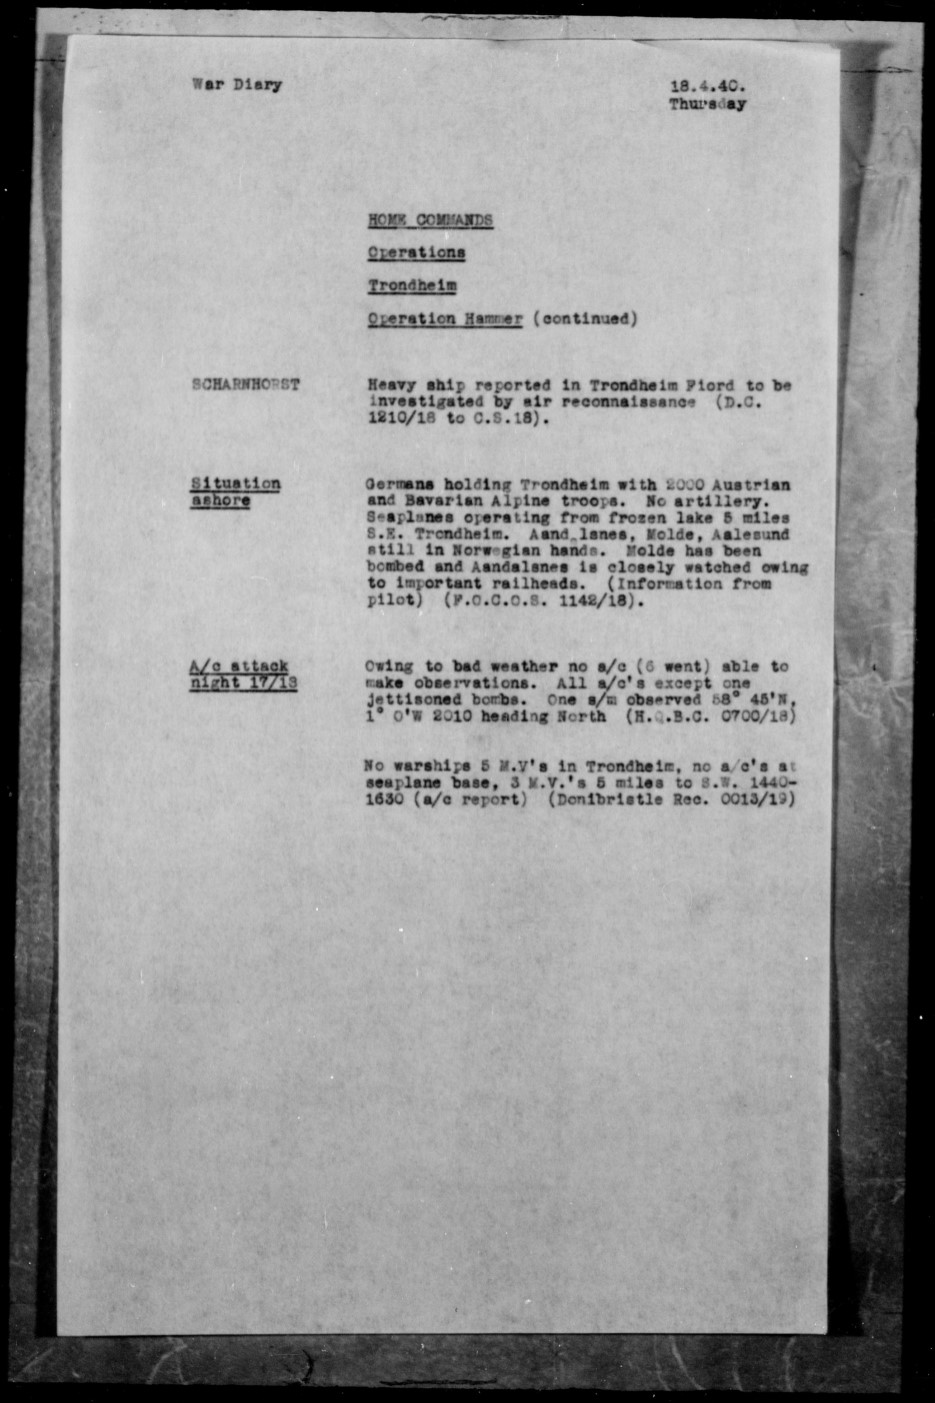 War Diary
18.4.40.
Thursday
HOME COMMANDS
Operations
Trondheim
Operation Hammer (continued)
SCHARNHORST
Heavy ship reported in Trondheim Fiord to be
investigated by air reconnaissance (D.C.
1210/18 to C.S.18).
Situation
ashore
Germans holding Trondheim with 2000 Austrian
and Bavarian Alpine troops. No artillery.
Seaplanes operating from frozen lake 5 miles
S.E. Trondheim. Aandalsnes, Molde, Aalesund
still in Norwegian hands. Molde has been
bombed and Aandalsnes is closely watched owing
to important railheads. (Information from
pilot) (F.O.C.O.S. 1142/18).
A/c attack
night 17/18
Owing to bad weather no a/c (6 went) able to
make observations. All a/c's except one
jettisoned bombs. One s/m observed 58° 45'N,
1° 0'W 2010 heading North (H.Q.B.C. 0700/18)
No warships 5 M.V's in Trondheim, no a/c's at
seaplane base, 3 M.V.'s 5 miles to S.W. 1440-
1630 (a/c report) (Donibristle Rec. 0013/19)